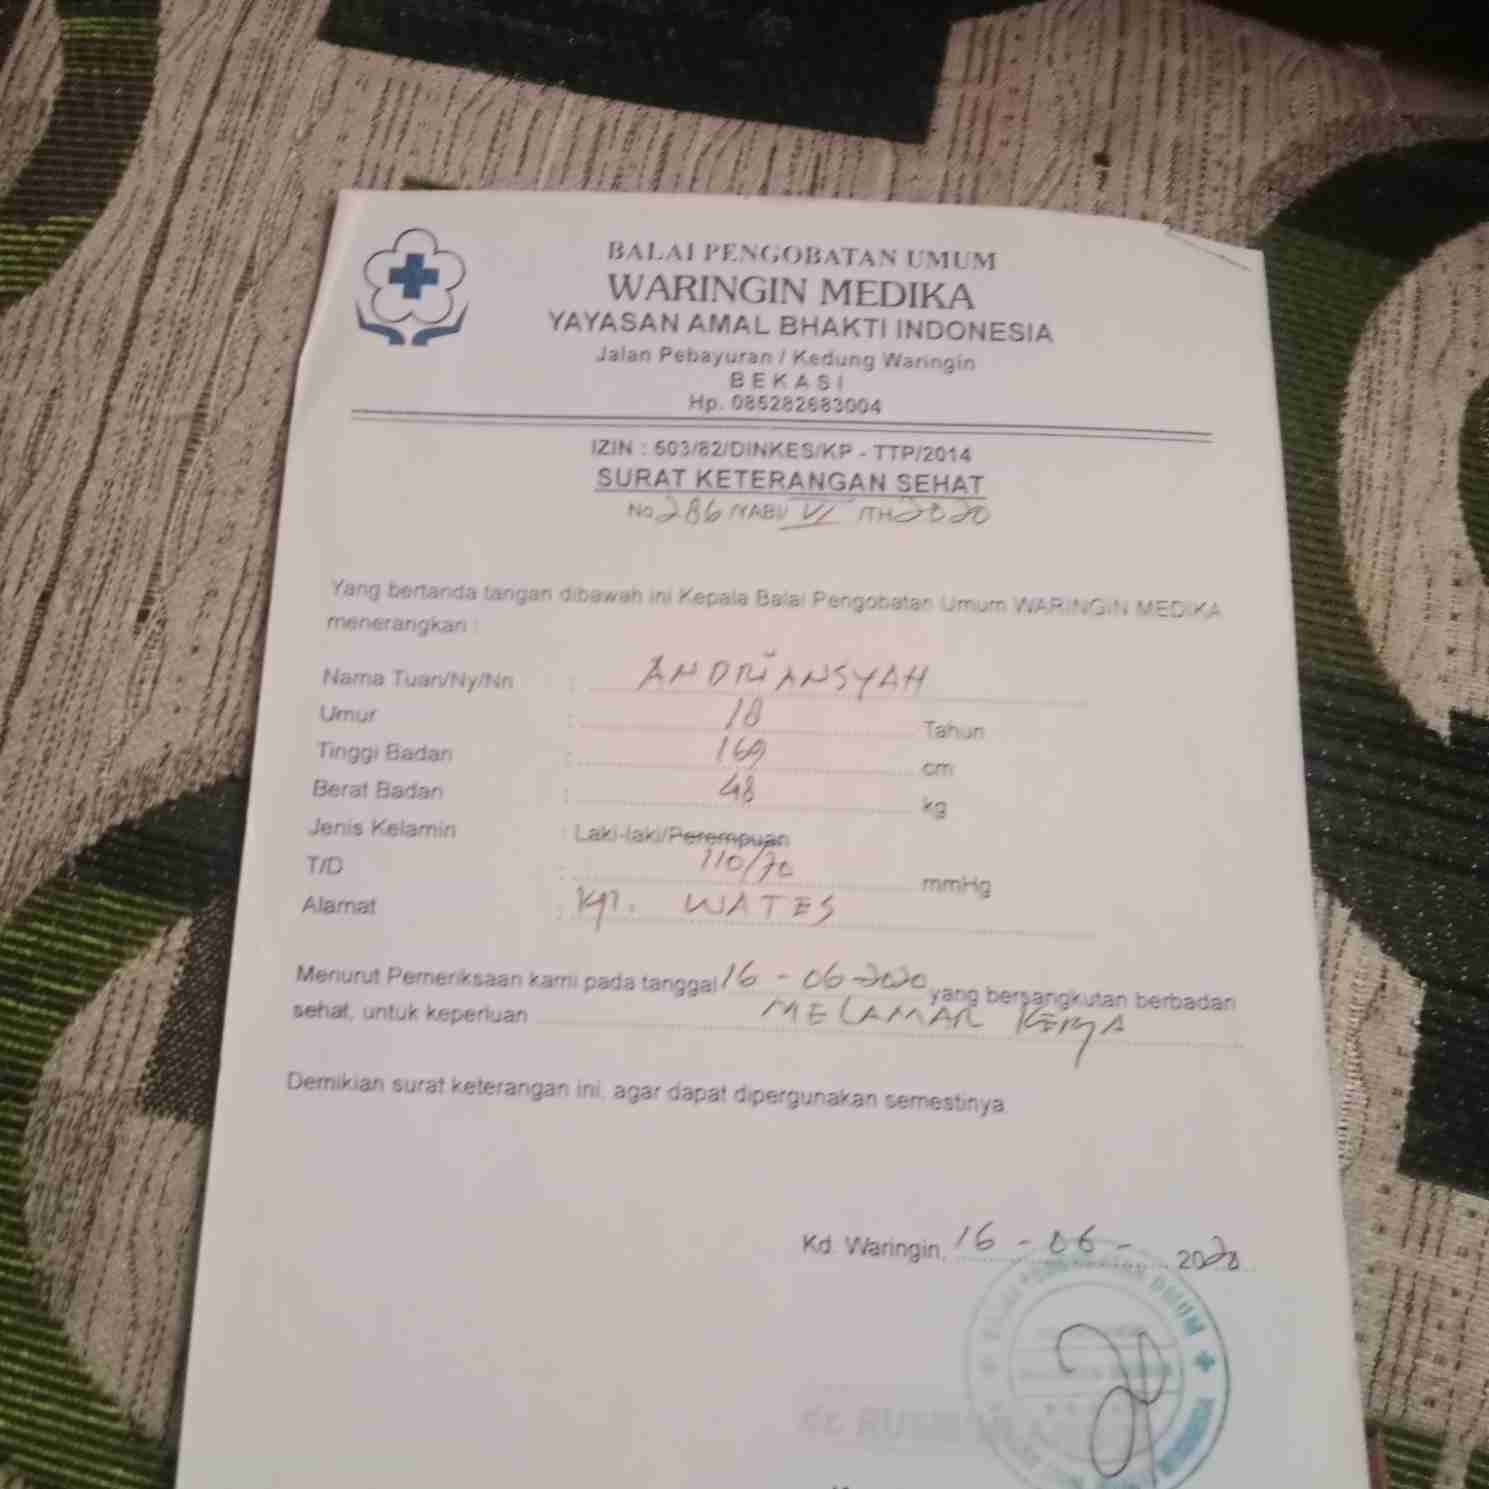 BALAI PENGOBATAN UMUM
WARINGIN MEDIKA
YAYASAN AMAL BHAKTI INDONESIA
Jalan Pebayuran / Kedung Waringin
BEKASI
Hp. 085282683004
IZIN : 503/82/DINKES/KP - TTP/2014
SURAT KETERANGAN SEHAT
No 286 /YABI/ VI /TH 2020
Yang bertanda tangan dibawah ini Kepala Balai Pengobatan Umum WARINGIN MEDIKA
menerangkan :
Nama Tuan/Ny/Nn : ANDRIANSYAH
Umur : 18 Tahun
Tinggi Badan : 169 cm
Berat Badan : 48 kg
Jenis Kelamin : Laki-laki/Perempuan
T/D : 110/70 mmHg
Alamat : Kp. WATES
Menurut Pemeriksaan kami pada tanggal 16 - 06-2020 yang bersangkutan berbadan
sehat, untuk keperluan MELAMAR KERJA
Demikian surat keterangan ini, agar dapat dipergunakan semestinya.
Kd. Waringin, 16 - 06 - 2020
UMUM